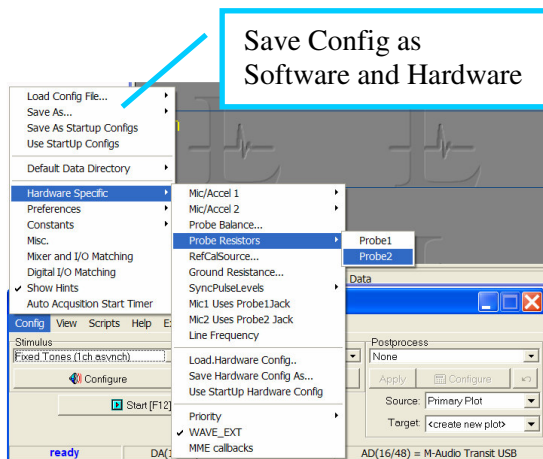 Save Config as
Software and Hardware
Load Config File...
Save As...
Save As Startup Configs
Use StartUp Configs
Default Data Directory
Hardware Specific
Preferences
Constants
Misc.
Mixer and I/O Matching
Digital I/O Matching
Show Hints
Auto Acqusition Start Timer
Mic/Accel 1
Mic/Accel 2
Probe Balance...
Probe Resistors
RefCalSource...
Ground Resistance...
SyncPulseLevels
Mic1 Uses Probe1Jack
Mic2 Uses Probe2 Jack
Line Frequency
Load.Hardware Config..
Save Hardware Config As...
Use StartUp Hardware Config
Priority
WAVE_EXT
MME callbacks
Probe1
Probe2
Data
Config View Scripts Help
Stimulus
Fixed Tones (1ch asynch)
Configure
Start [F12]
Postprocess
None
Apply Configure
Source: Primary Plot
Target: <create new plot>
ready
AD(16/48) = M-Audio Transit USB